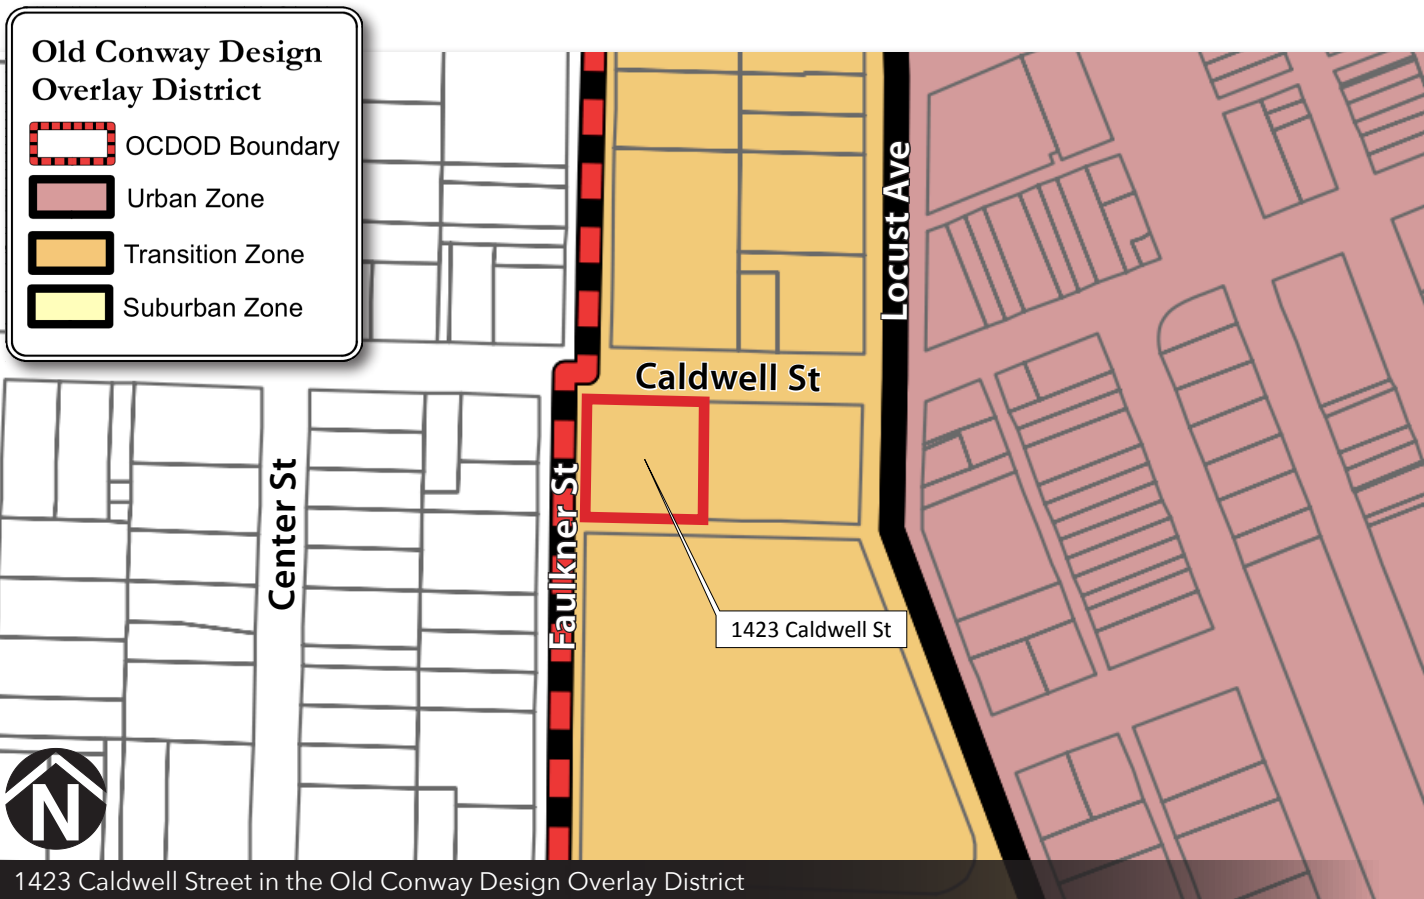 Old Conway Design
Overlay District
OCDOD Boundary
Urban Zone
Transition Zone
Suburban Zone
Locust Ave
Caldwell St
Center St
Faulkner St
1423 Caldwell St
N
1423 Caldwell Street in the Old Conway Design Overlay District